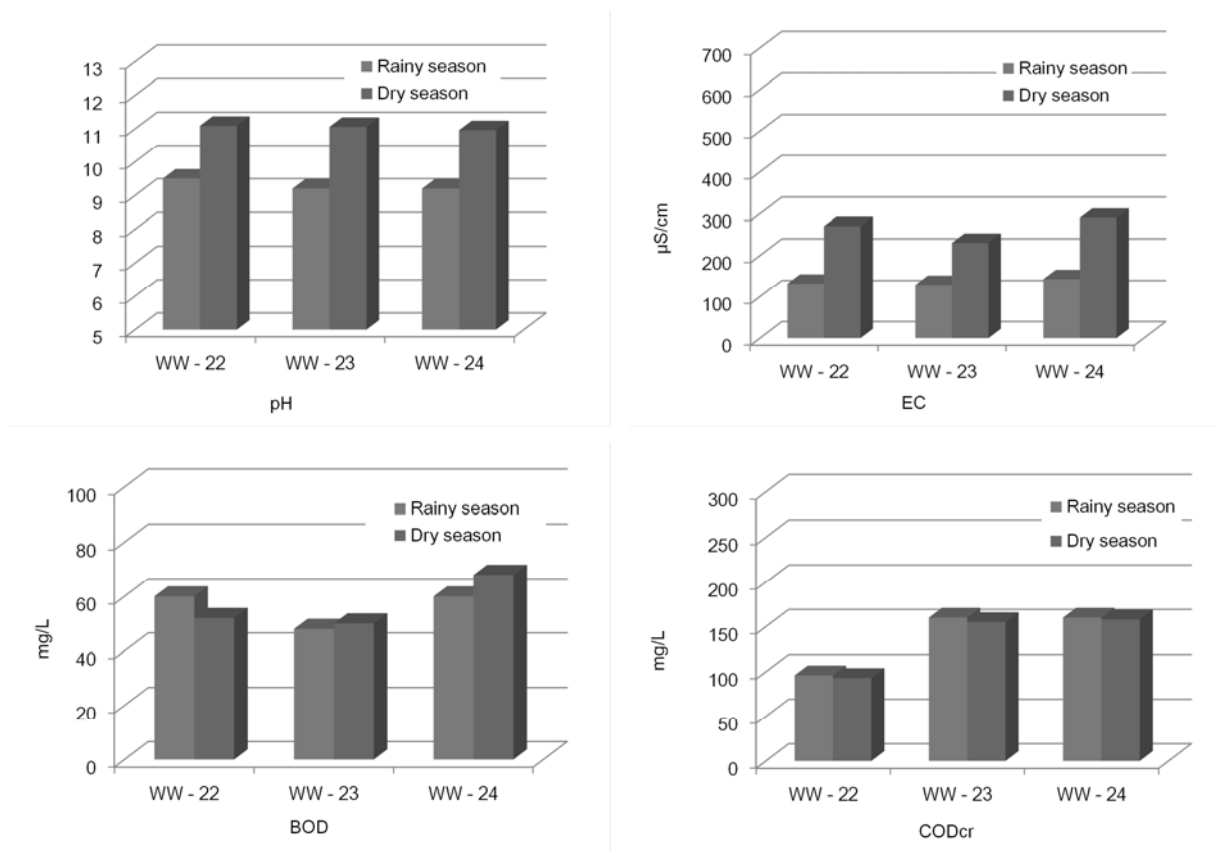 13
12
11
10
9
8
7
6
5
Rainy season
Dry season
WW - 22
WW - 23
WW - 24
pH
700
600
500
400
300
200
100
0
µS/cm
Rainy season
Dry season
WW - 22
WW - 23
WW - 24
EC
100
80
60
40
20
0
mg/L
Rainy season
Dry season
WW - 22
WW - 23
WW - 24
BOD
300
250
200
150
100
50
0
mg/L
Rainy season
Dry season
WW - 22
WW - 23
WW - 24
CODcr